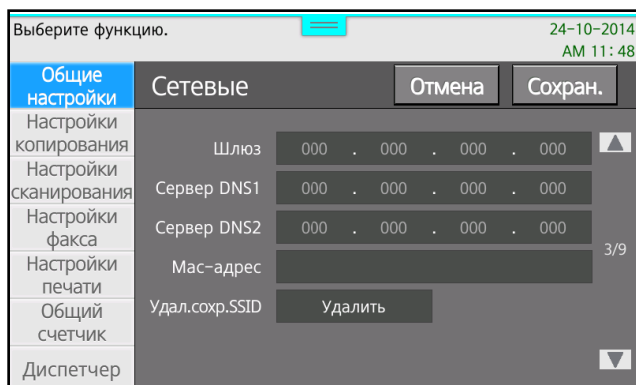 Выберите функцию.
24-10-2014
AM 11:48
Общие
настройки
Сетевые
Отмена
Сохран.
Настройки
копирования
Настройки
сканирования
Настройки
факса
Настройки
печати
Общий
счетчик
Диспетчер
Шлюз 000 . 000 . 000 . 000
Сервер DNS1 000 . 000 . 000 . 000
Сервер DNS2 000 . 000 . 000 . 000
Мас-адрес
Удал.сохр.SSID Удалить
3/9